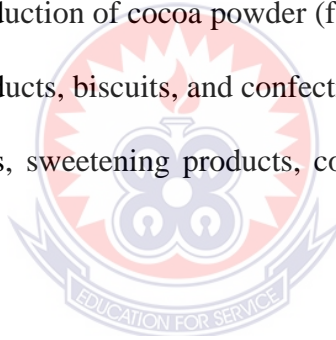 duction of cocoa powder (f
ducts, biscuits, and confect
s, sweetening products, co
EDUCATION FOR SERVICE